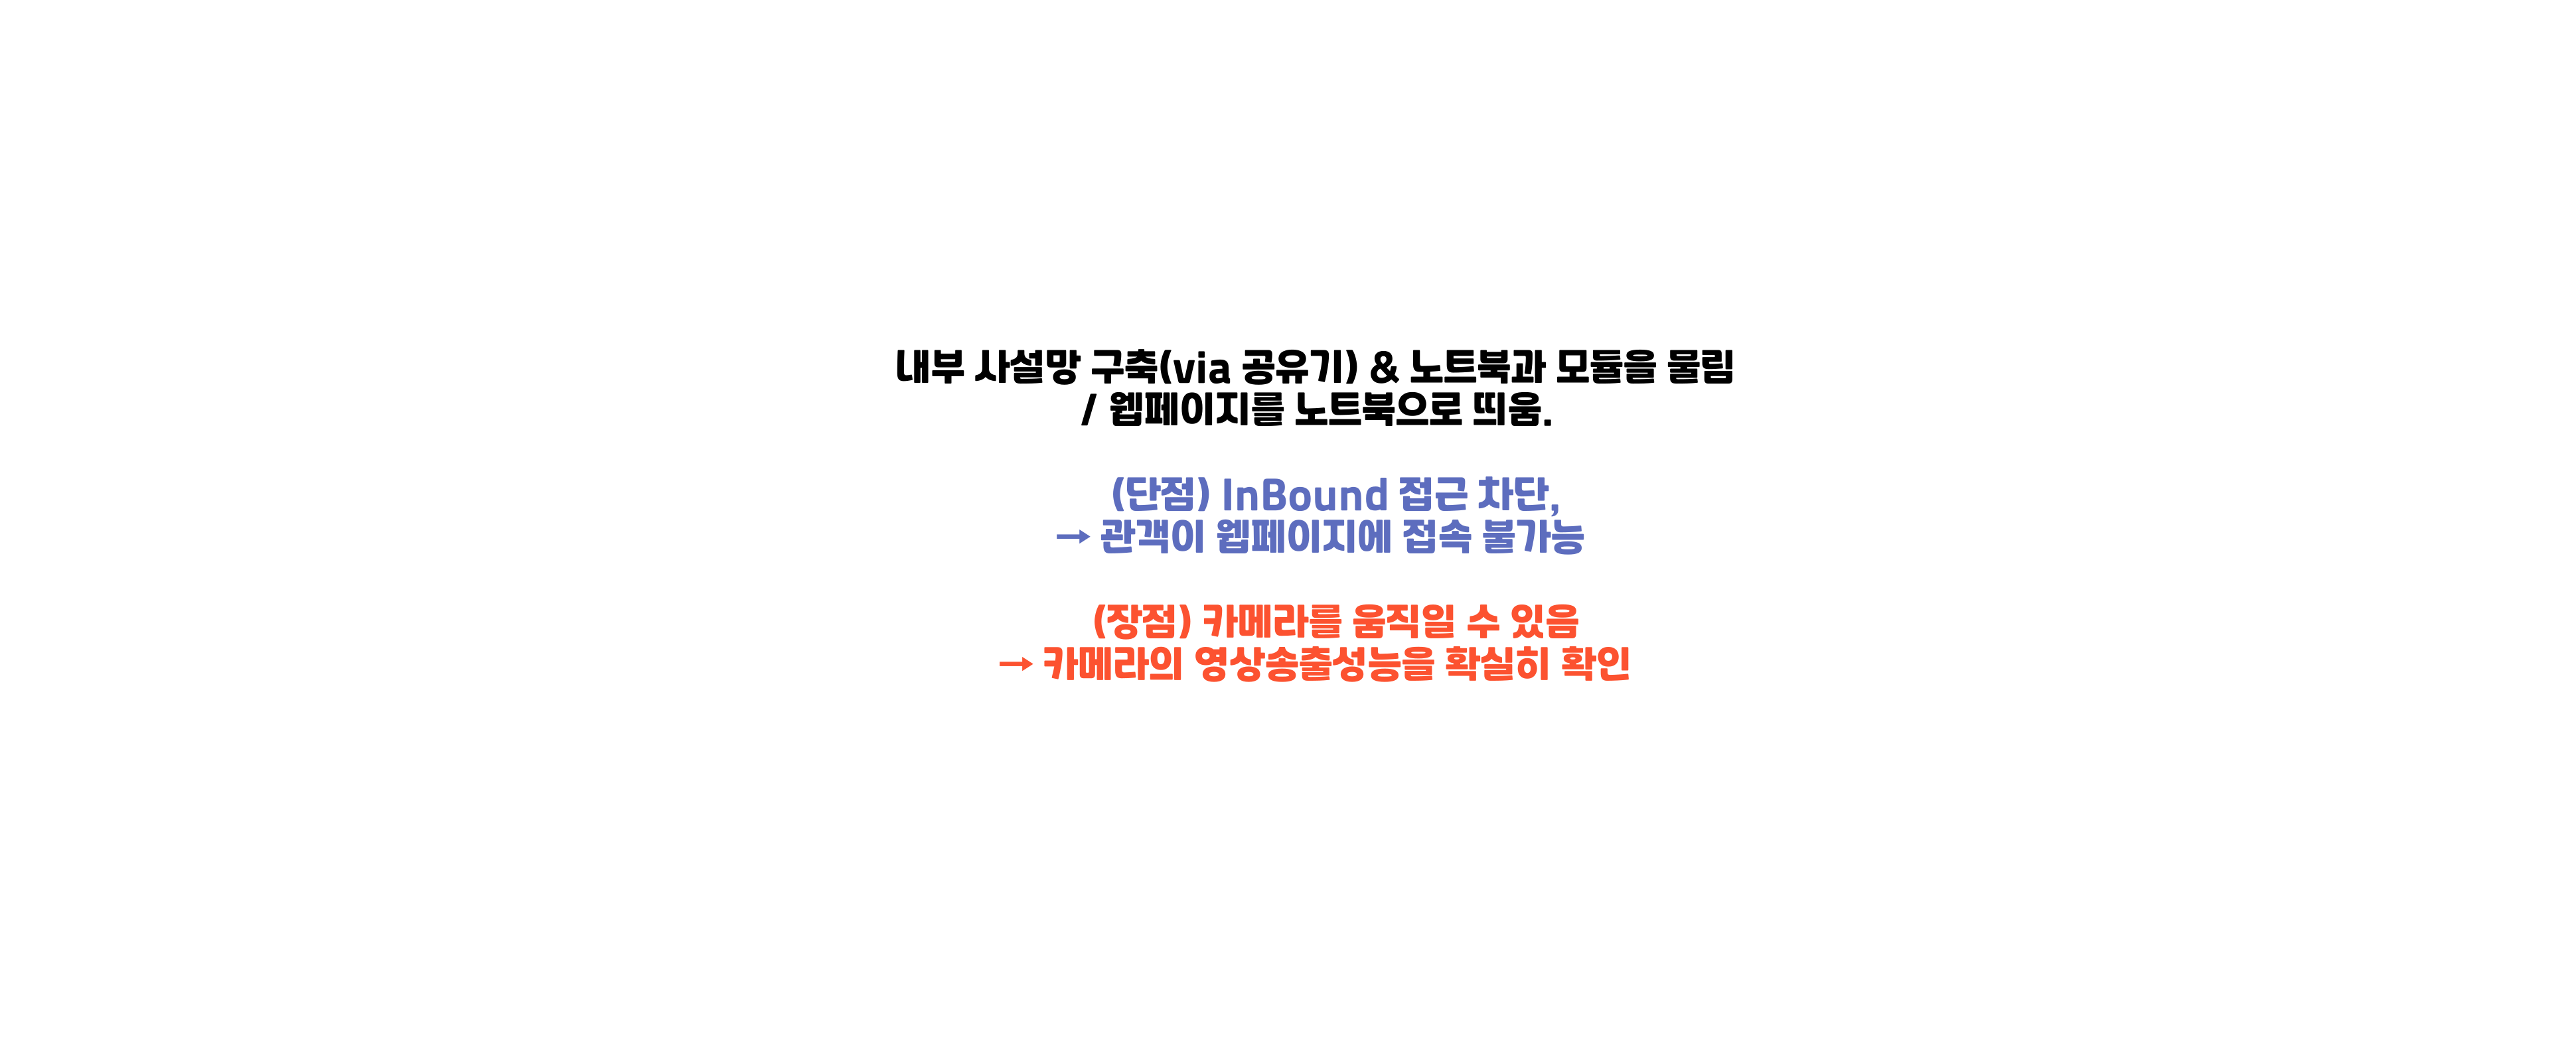 내부 사설망 구축(via 공유기) & 노트북과 모듈을 물림
/ 웹페이지를 노트북으로 띄움.
(단점) InBound 접근 차단,
→ 관객이 웹페이지에 접속 불가능
(장점) 카메라를 움직일 수 있음
→ 카메라의 영상송출성능을 확실히 확인